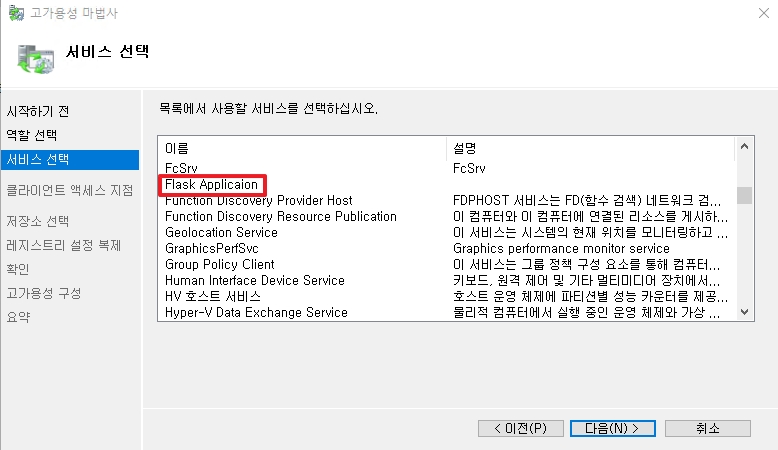 고가용성 마법사
서비스 선택
시작하기 전
역할 선택
서비스 선택
클라이언트 액세스 지점
저장소 선택
레지스트리 설정 복제
확인
고가용성 구성
요약
목록에서 사용할 서비스를 선택하십시오.
이름 설명
FcSrv FcSrv
Flask Applicaion
Function Discovery Provider Host FDPHOST 서비스는 FD(함수 검색) 네트워크 검...
Function Discovery Resource Publication 이 컴퓨터와 이 컴퓨터에 연결된 리소스를 게시하...
Geolocation Service 이 서비스는 시스템의 현재 위치를 모니터링하고 ...
GraphicsPerfSvc Graphics performance monitor service
Group Policy Client 이 서비스는 그룹 정책 구성 요소를 통해 컴퓨터...
Human Interface Device Service 키보드, 원격 제어 및 기타 멀티미디어 장치에서...
HV 호스트 서비스 호스트 운영 체제에 파티션별 성능 카운터를 제공...
Hyper-V Data Exchange Service 물리적 컴퓨터에서 실행 중인 운영 체제와 가상 ...
< 이전(P) 다음(N) > 취소